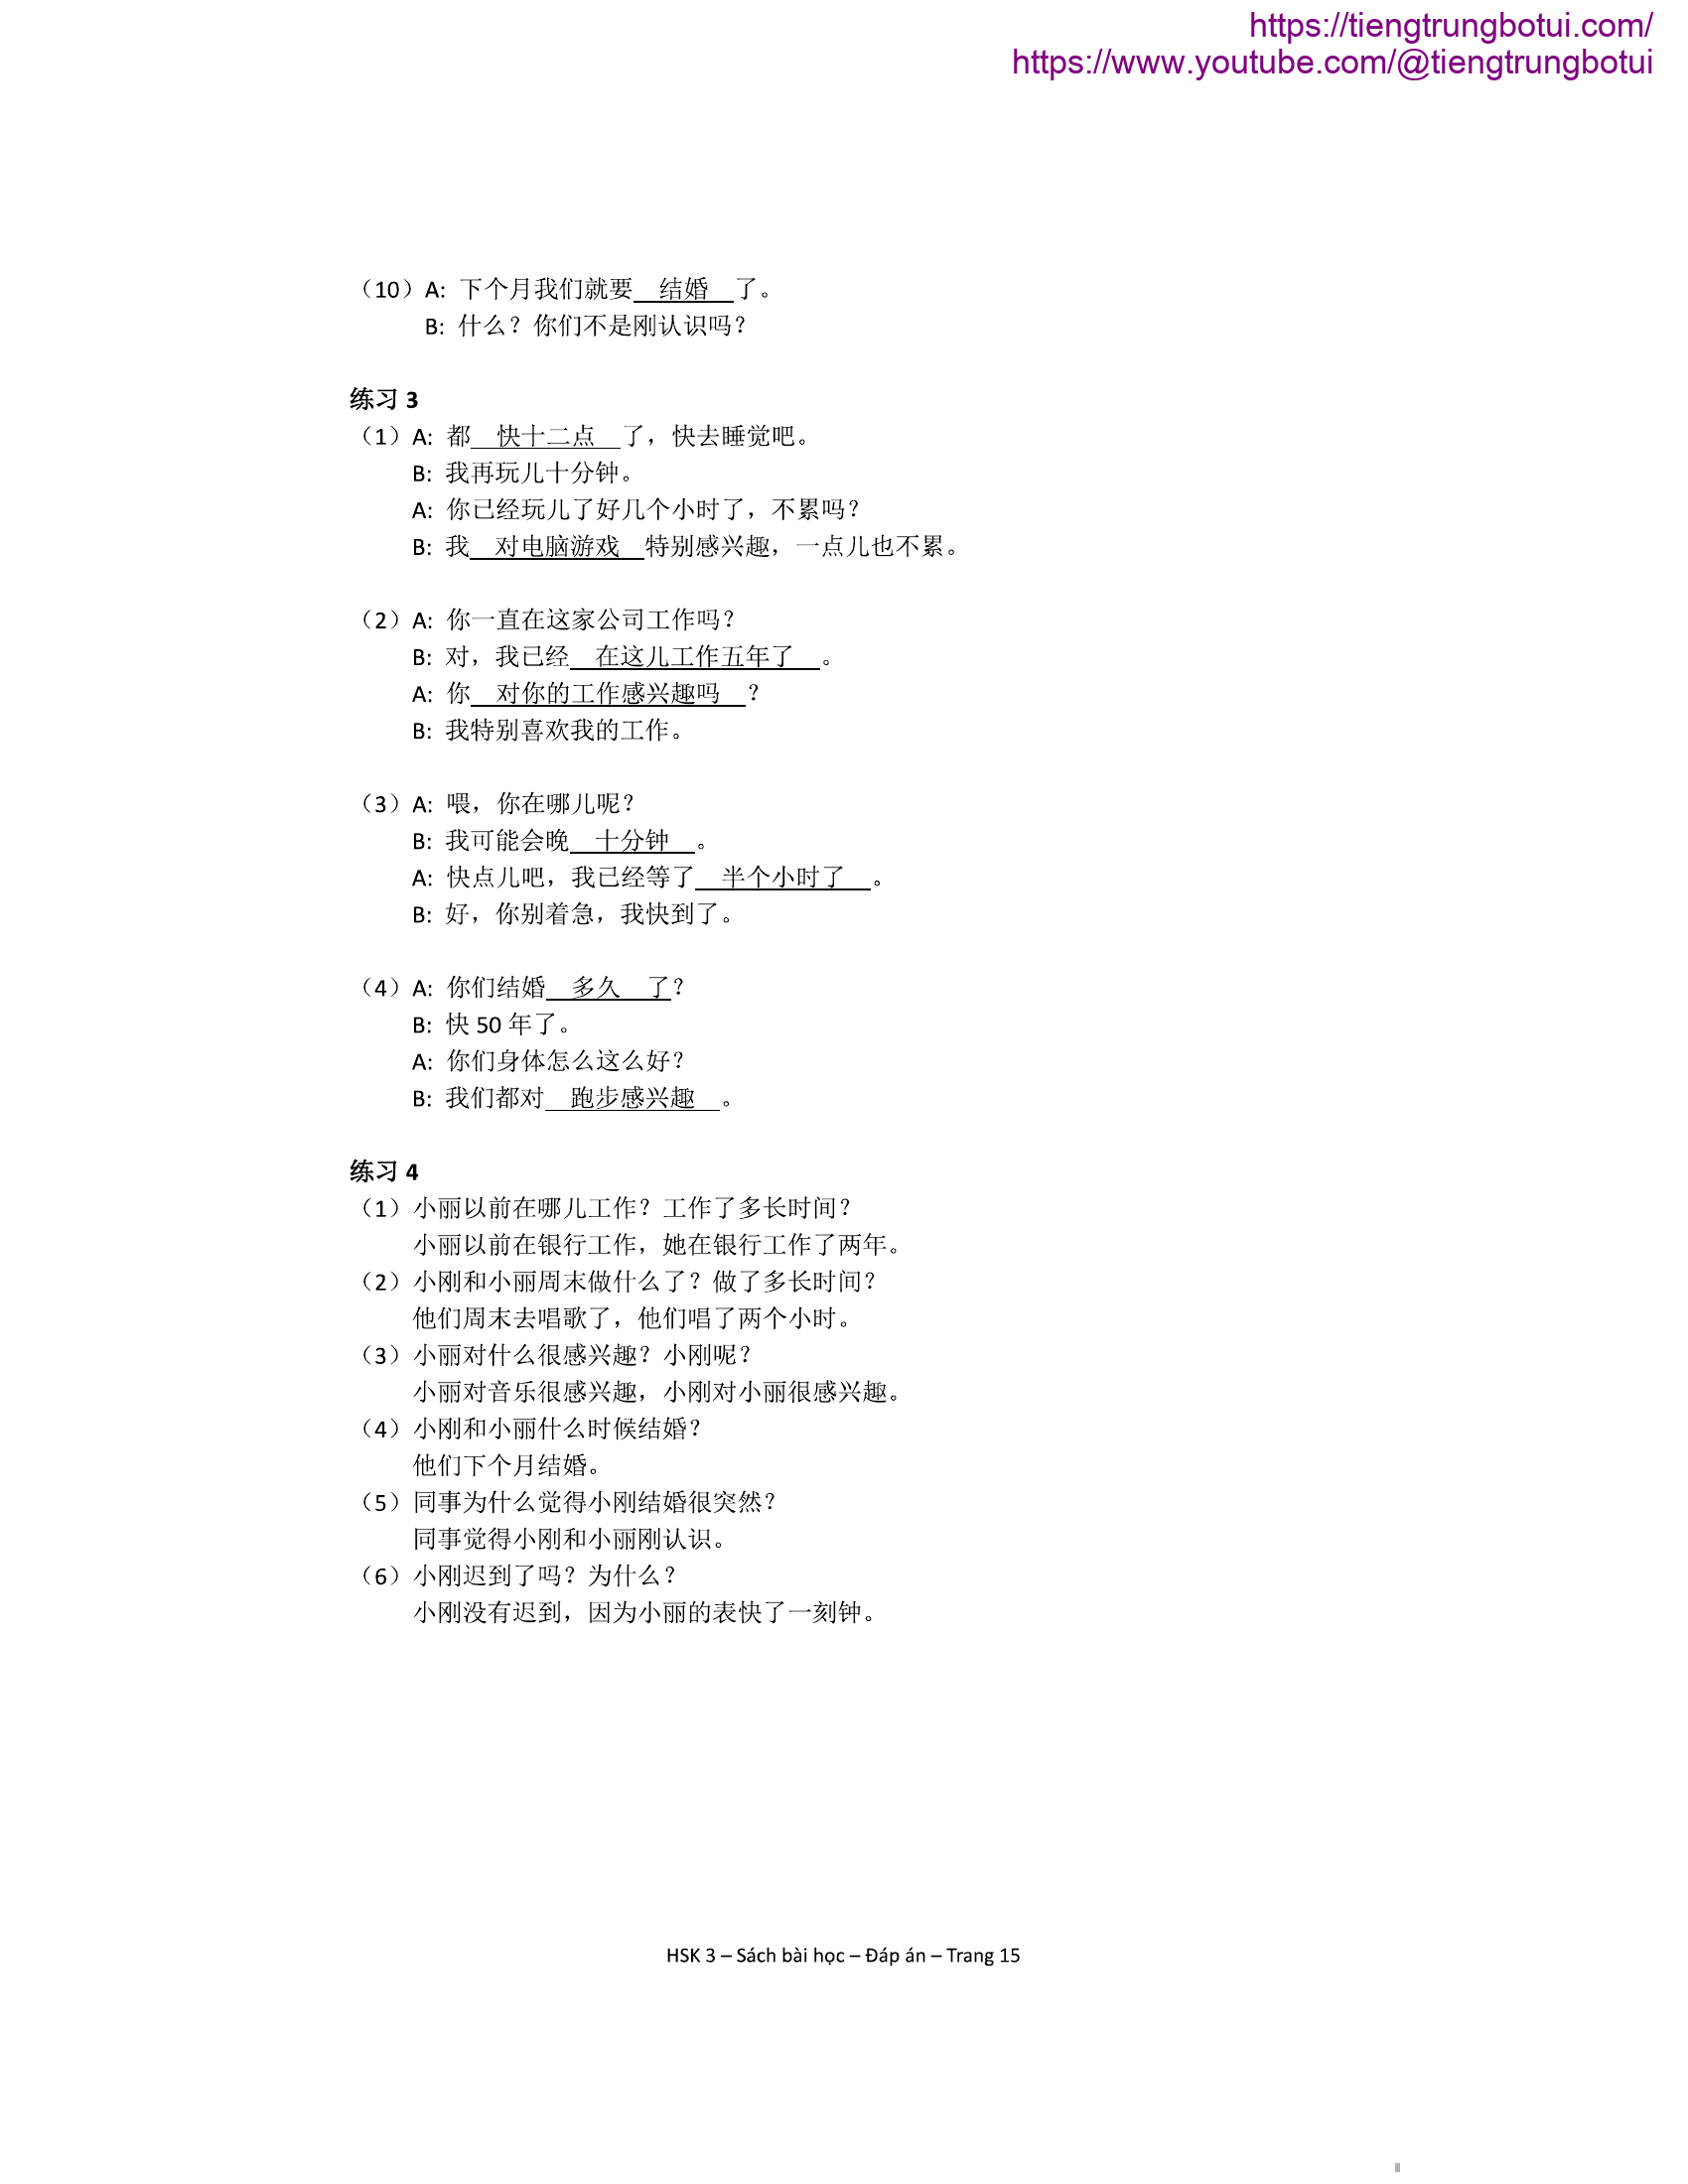 https://tiengtrungbotui.com/
https://www.youtube.com/@tiengtrungbotui
（10）A: 下个月我们就要__结婚__了。
B: 什么？你们不是刚认识吗？
练习 3
（1）A: 都__快十二点__了，快去睡觉吧。
B: 我再玩儿十分钟。
A: 你已经玩儿了好几个小时了，不累吗？
B: 我__对电脑游戏__特别感兴趣，一点儿也不累。
（2）A: 你一直在这家公司工作吗？
B: 对，我已经__在这儿工作五年了__。
A: 你__对你的工作感兴趣吗__？
B: 我特别喜欢我的工作。
（3）A: 喂，你在哪儿呢？
B: 我可能会晚__十分钟__。
A: 快点儿吧，我已经等了__半个小时了__。
B: 好，你别着急，我快到了。
（4）A: 你们结婚__多久__了？
B: 快 50 年了。
A: 你们身体怎么这么好？
B: 我们都对__跑步感兴趣__。
练习 4
（1）小丽以前在哪儿工作？工作了多长时间？
小丽以前在银行工作，她在银行工作了两年。
（2）小刚和小丽周末做什么了？做了多长时间？
他们周末去唱歌了，他们唱了两个小时。
（3）小丽对什么很感兴趣？小刚呢？
小丽对音乐很感兴趣，小刚对小丽很感兴趣。
（4）小刚和小丽什么时候结婚？
他们下个月结婚。
（5）同事为什么觉得小刚结婚很突然？
同事觉得小刚和小丽刚认识。
（6）小刚迟到了吗？为什么？
小刚没有迟到，因为小丽的表快了一刻钟。
HSK 3 – Sách bài học – Đáp án – Trang 15